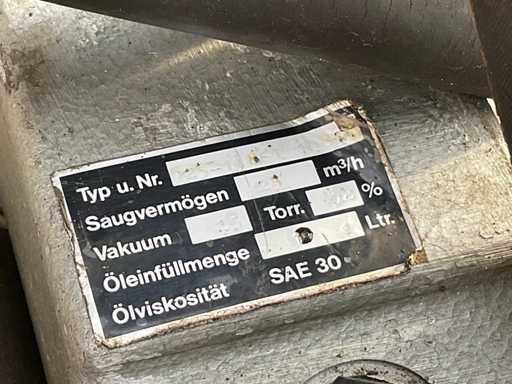 Typ u. Nr.
Saugvermögen m³/h
Vakuum Torr. %
Öleinfüllmenge Ltr.
Ölviskosität SAE 30